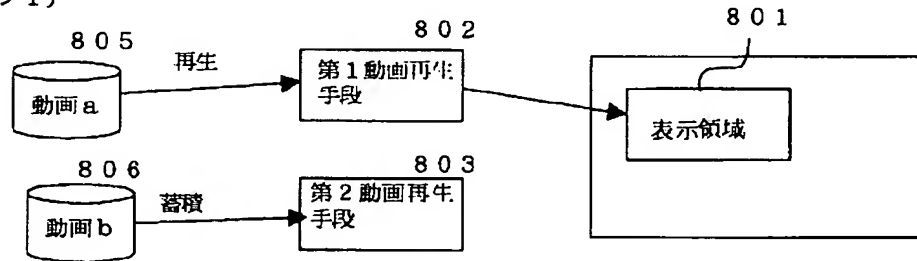 805
再生
動画a
802
第1動画再生
手段
801
表示領域
806
蓄積
動画b
803
第2動画再生
手段